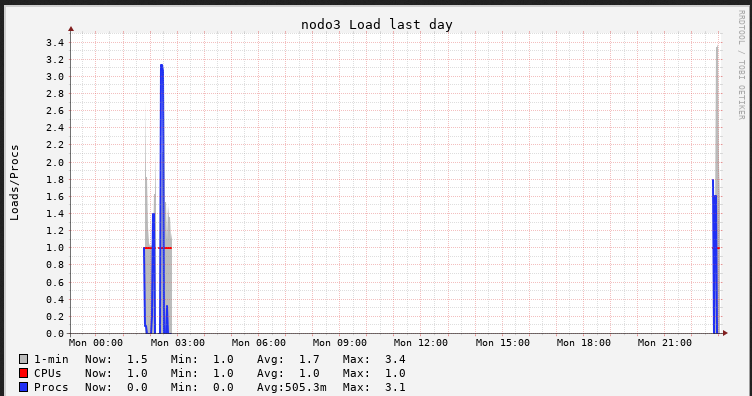 nodo3 Load last day
RRDTOOL / TOBI OETIKER
Loads/Procs
3.4
3.2
3.0
2.8
2.6
2.4
2.2
2.0
1.8
1.6
1.4
1.2
1.0
0.8
0.6
0.4
0.2
0.0
Mon 00:00 Mon 03:00 Mon 06:00 Mon 09:00 Mon 12:00 Mon 15:00 Mon 18:00 Mon 21:00
1-min Now: 1.5 Min: 1.0 Avg: 1.7 Max: 3.4
CPUs Now: 1.0 Min: 1.0 Avg: 1.0 Max: 1.0
Procs Now: 0.0 Min: 0.0 Avg:505.3m Max: 3.1